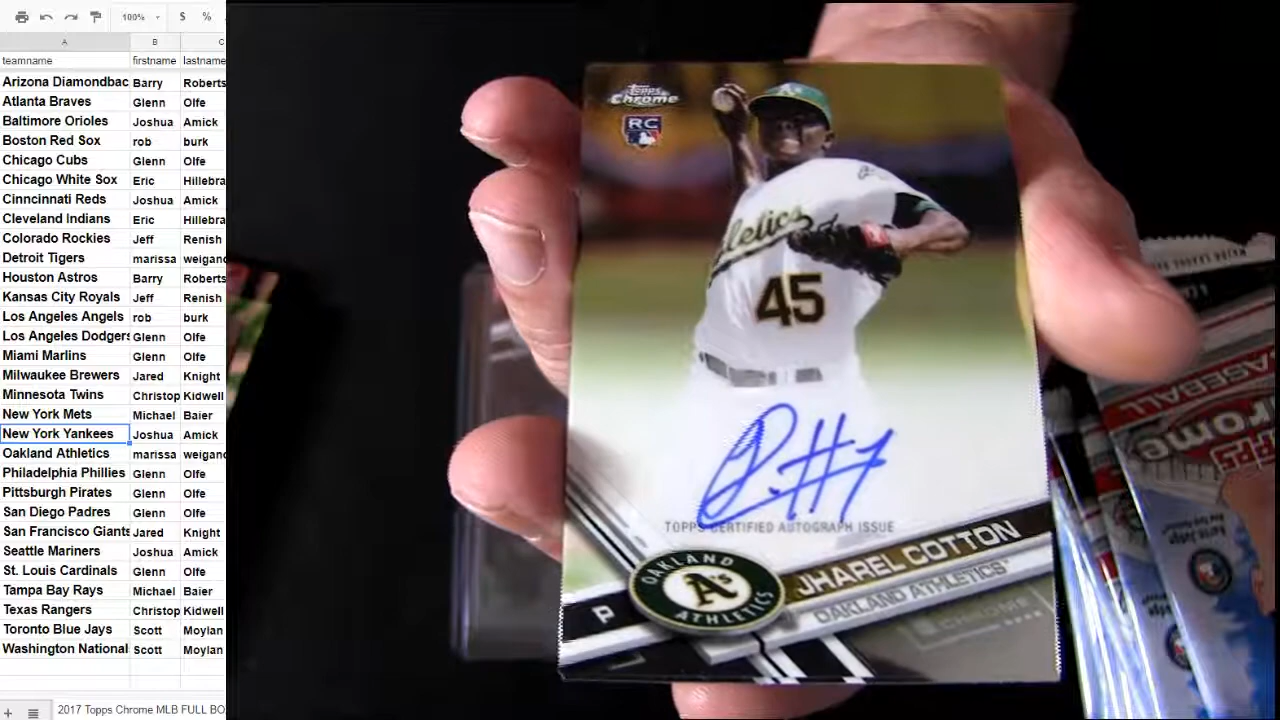 100%
$ %
A B C
teamname firstname lastname
Arizona Diamondbac Barry Roberts
Atlanta Braves Glenn Olfe
Baltimore Orioles Joshua Amick
Boston Red Sox rob burk
Chicago Cubs Glenn Olfe
Chicago White Sox Eric Hillebra
Cinncinati Reds Joshua Amick
Cleveland Indians Eric Hillebra
Colorado Rockies Jeff Renish
Detroit Tigers marissa weigand
Houston Astros Barry Roberts
Kansas City Royals Jeff Renish
Los Angeles Angels rob burk
Los Angeles Dodgers Glenn Olfe
Miami Marlins Glenn Olfe
Milwaukee Brewers Jared Knight
Minnesota Twins Christop Kidwell
New York Mets Michael Baier
New York Yankees Joshua Amick
Oakland Athletics marissa weigand
Philadelphia Phillies Glenn Olfe
Pittsburgh Pirates Glenn Olfe
San Diego Padres Glenn Olfe
San Francisco Giants Jared Knight
Seattle Mariners Joshua Amick
St. Louis Cardinals Glenn Olfe
Tampa Bay Rays Michael Baier
Texas Rangers Christop Kidwell
Toronto Blue Jays Scott Moylan
Washington National Scott Moylan
2017 Topps Chrome MLB FULL BO
Topps
Chrome
RC
A's
Athletics
45
TOPPS CERTIFIED AUTOGRAPH ISSUE
OAKLAND
A's
ATHLETICS
P
JHAREL COTTON
OAKLAND ATHLETICS
BASEBALL
TOPPS
Chrome